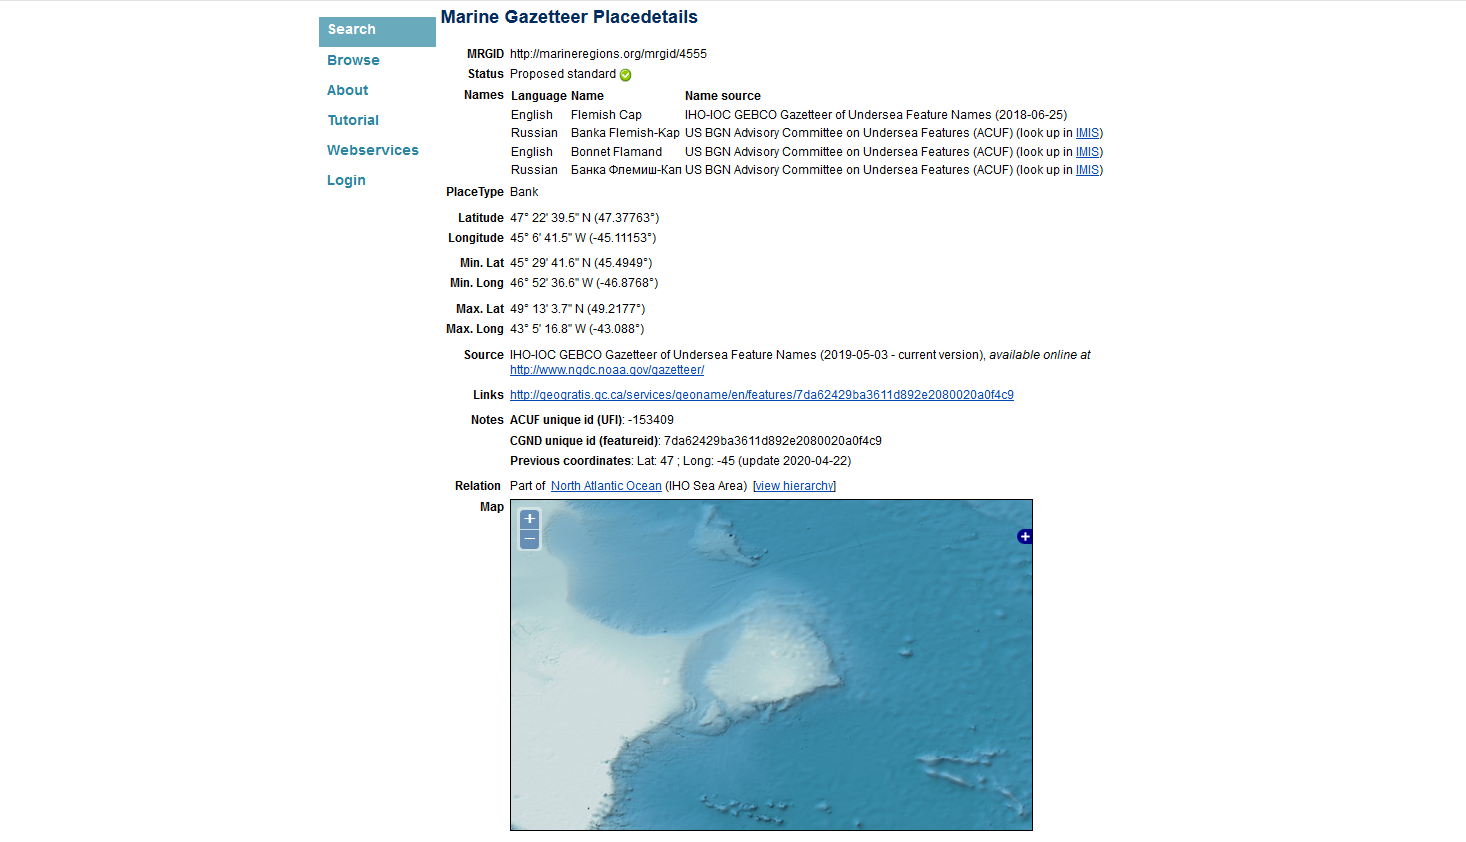 Marine Gazetteer Placedetails
Search
Browse
About
Tutorial
Webservices
Login
MRGID http://marineregions.org/mrgid/4555
Status Proposed standard
Names Language Name Name source
English Flemish Cap IHO-IOC GEBCO Gazetteer of Undersea Feature Names (2018-06-25)
Russian Banka Flemish-Kap US BGN Advisory Committee on Undersea Features (ACUF) (look up in IMIS)
English Bonnet Flamand US BGN Advisory Committee on Undersea Features (ACUF) (look up in IMIS)
Russian Банка Флемиш-Кап US BGN Advisory Committee on Undersea Features (ACUF) (look up in IMIS)
PlaceType Bank
Latitude 47° 22' 39.5" N (47.37763°)
Longitude 45° 6' 41.5" W (-45.11153°)
Min. Lat 45° 29' 41.6" N (45.4949°)
Min. Long 46° 52' 36.6" W (-46.8768°)
Max. Lat 49° 13' 3.7" N (49.2177°)
Max. Long 43° 5' 16.8" W (-43.088°)
Source IHO-IOC GEBCO Gazetteer of Undersea Feature Names (2019-05-03 - current version), available online at
http://www.ngdc.noaa.gov/gazetteer/
Links http://geogratis.gc.ca/services/geoname/en/features/7da62429ba3611d892e2080020a0f4c9
Notes ACUF unique id (UFI): -153409
CGND unique id (featureid): 7da62429ba3611d892e2080020a0f4c9
Previous coordinates: Lat: 47 ; Long: -45 (update 2020-04-22)
Relation Part of North Atlantic Ocean (IHO Sea Area) [view hierarchy]
Map
+
−
+